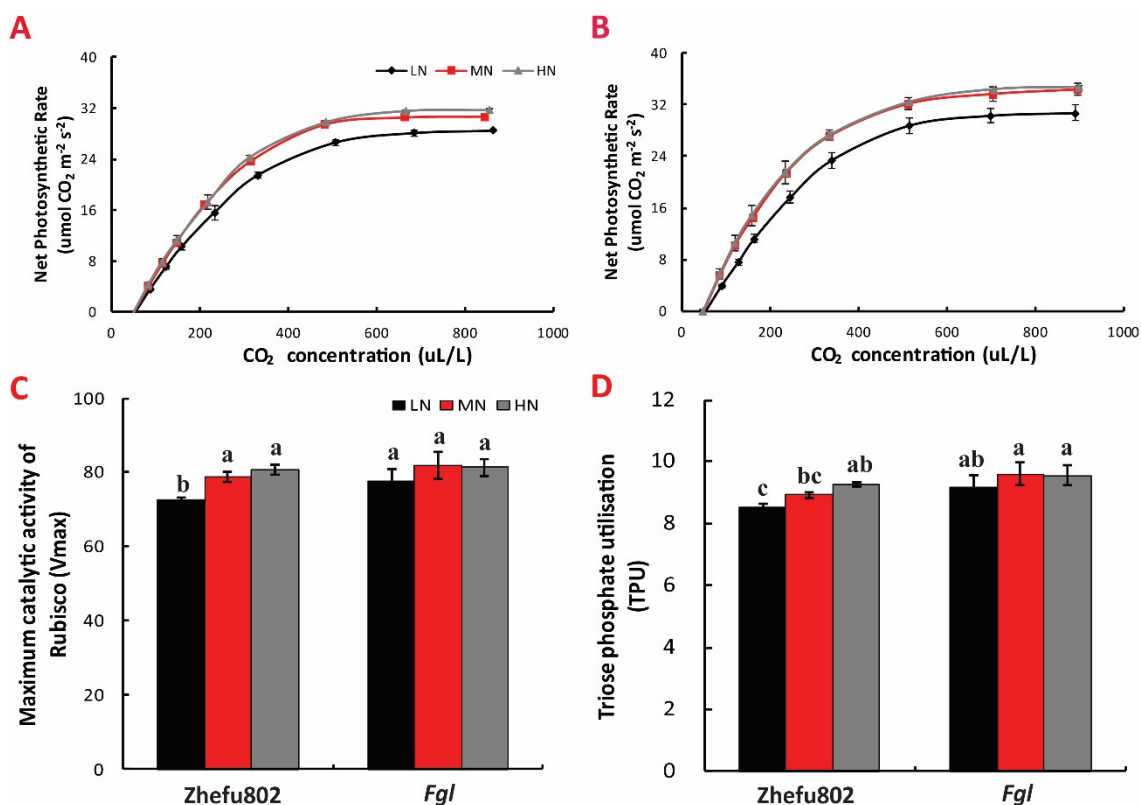 A
B
LN MN HN
Net Photosynthetic Rate
(umol CO₂ m⁻² s⁻²)
40
32
24
16
8
0
0 200 400 600 800 1000
CO₂ concentration (uL/L)
Net Photosynthetic Rate
(umol CO₂ m⁻² s⁻²)
40
32
24
16
8
0
0 200 400 600 800 1000
CO₂ concentration (uL/L)
C
LN MN HN
Maximum catalytic activity of
Rubisco (Vmax)
100
80
60
40
20
0
b a a a a a
Zhefu802 Fgl
D
Triose phosphate utilisation
(TPU)
12
10
8
6
4
2
0
c bc ab ab a a
Zhefu802 Fgl